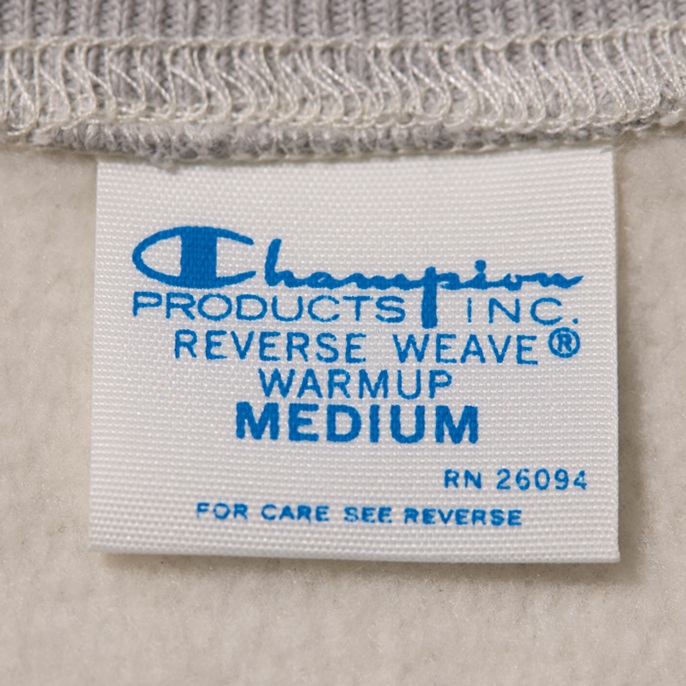 Champion
PRODUCTS INC.
REVERSE WEAVE®
WARMUP
MEDIUM
RN 26094
FOR CARE SEE REVERSE